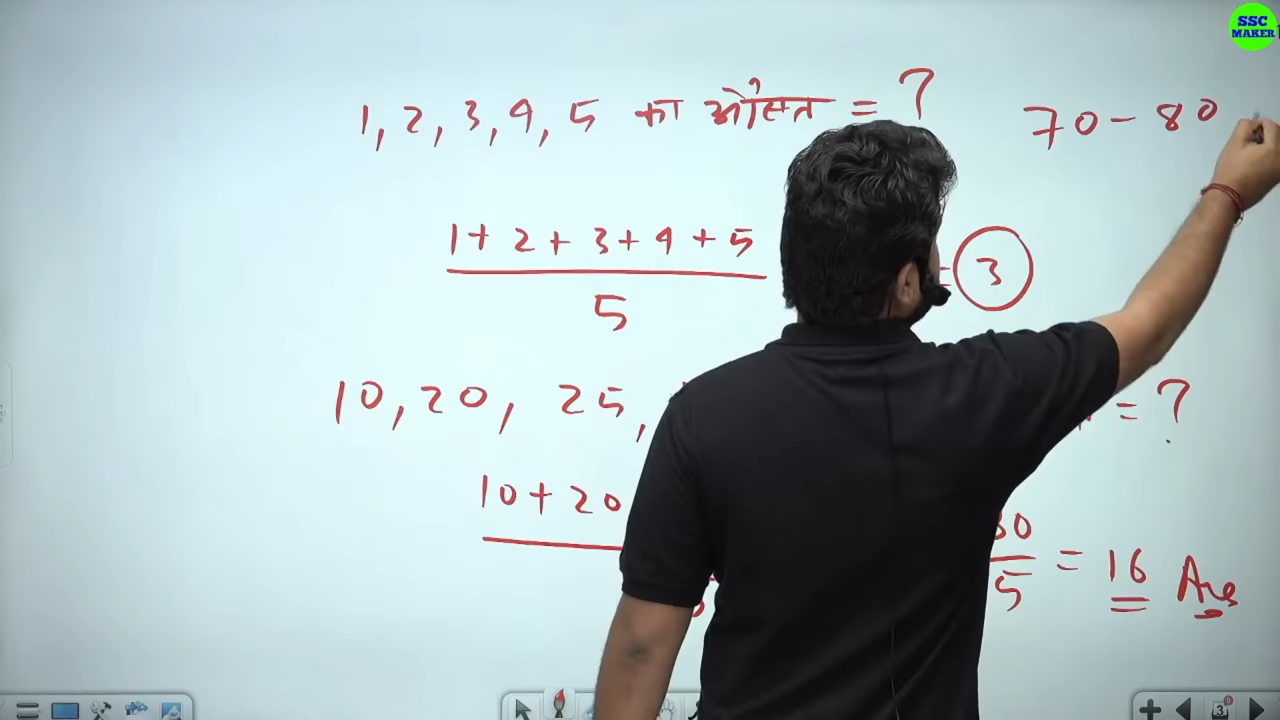 SSC
MAKER
1, 2, 3, 4, 5 का औसत = ?
70 - 80
1 + 2 + 3 + 4 + 5
5
= 3
10, 20, 25,
= ?
10 + 20
80
5
= 16 Ans
3